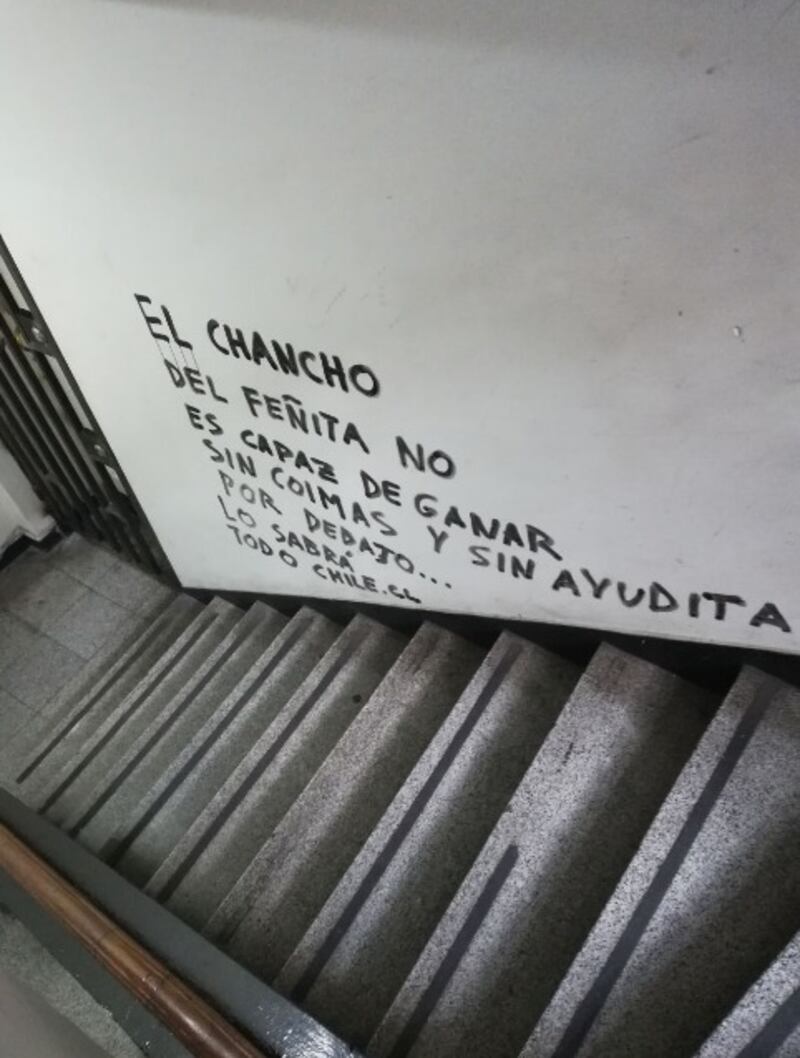 EL CHANCHO
DEL FEÑITA NO
ES CAPAZ DE GANAR
SIN COIMAS Y SIN AYUDITA
POR DEBAJO...
LO SABRÁ
TODO CHILE.CL